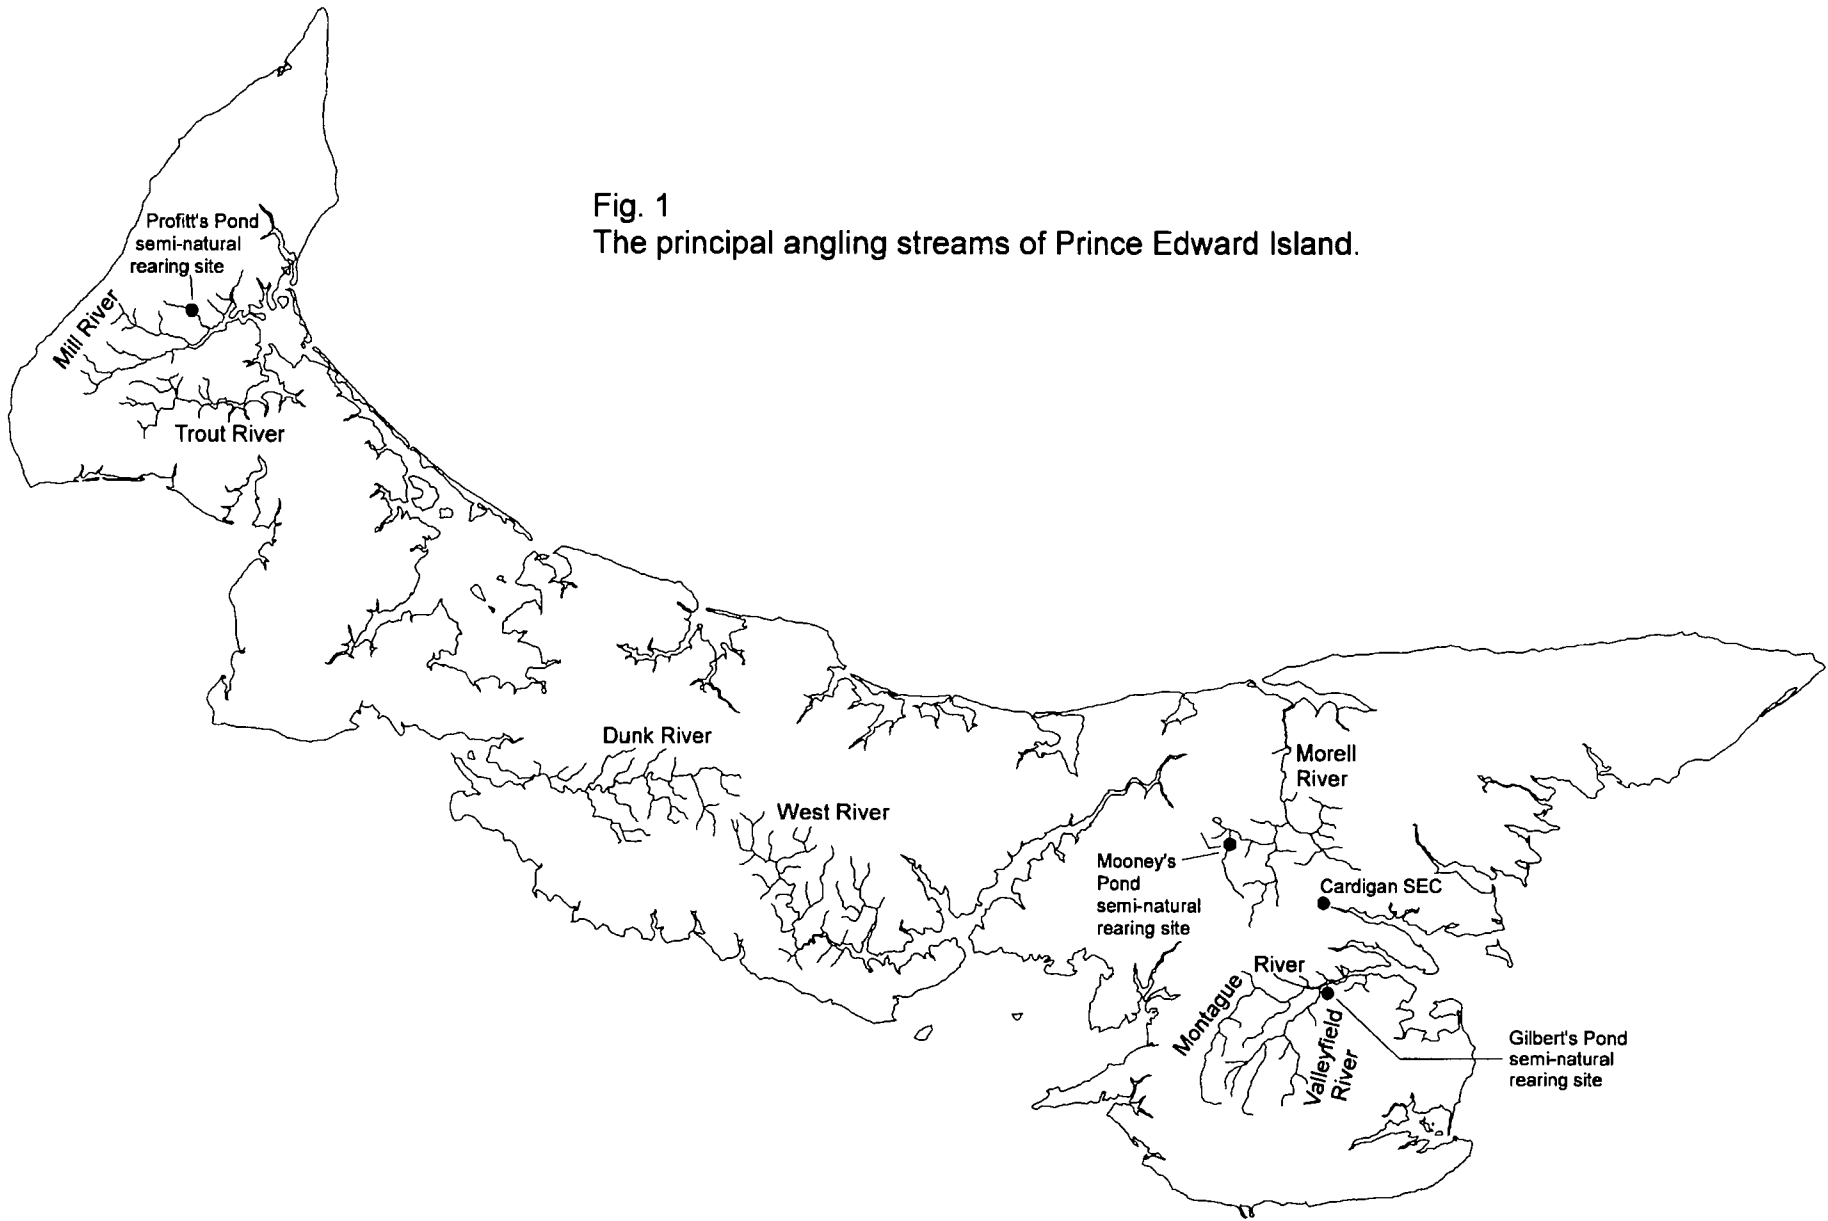 Fig. 1
The principal angling streams of Prince Edward Island.
Profitt's Pond
semi-natural
rearing site
Mill River
Trout River
Dunk River
West River
Morell
River
Mooney's
Pond
semi-natural
rearing site
Cardigan SEC
Montague
River
Valleyfield
River
Gilbert's Pond
semi-natural
rearing site